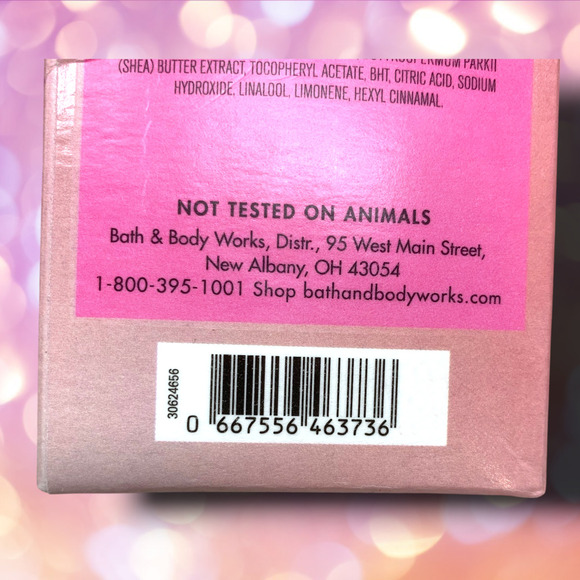 PARKII
(SHEA) BUTTER EXTRACT, TOCOPHERYL ACETATE, BHT, CITRIC ACID, SODIUM
HYDROXIDE, LINALOOL, LIMONENE, HEXYL CINNAMAL.
NOT TESTED ON ANIMALS
Bath & Body Works, Distr., 95 West Main Street,
New Albany, OH 43054
1-800-395-1001 Shop bathandbodyworks.com
30624656
0 667556 463736